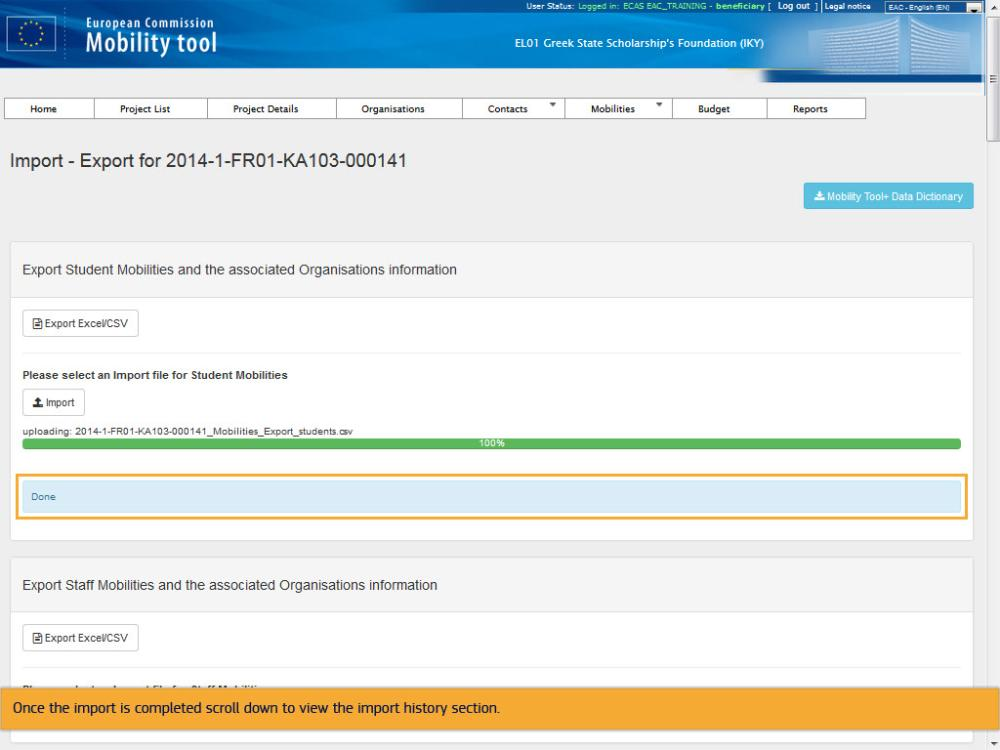 User Status: Logged in: ECAS EAC_TRAINING - beneficiary [ Log out ] Legal notice EAC - English (EN)
European Commission
Mobility tool
EL01 Greek State Scholarship's Foundation (IKY)
Home Project List Project Details Organisations Contacts Mobilities Budget Reports
Import - Export for 2014-1-FR01-KA103-000141
Mobility Tool+ Data Dictionary
Export Student Mobilities and the associated Organisations information
Export Excel/CSV
Please select an Import file for Student Mobilities
Import
uploading: 2014-1-FR01-KA103-000141_Mobilities_Export_students.csv
100%
Done
Export Staff Mobilities and the associated Organisations information
Export Excel/CSV
Once the import is completed scroll down to view the import history section.